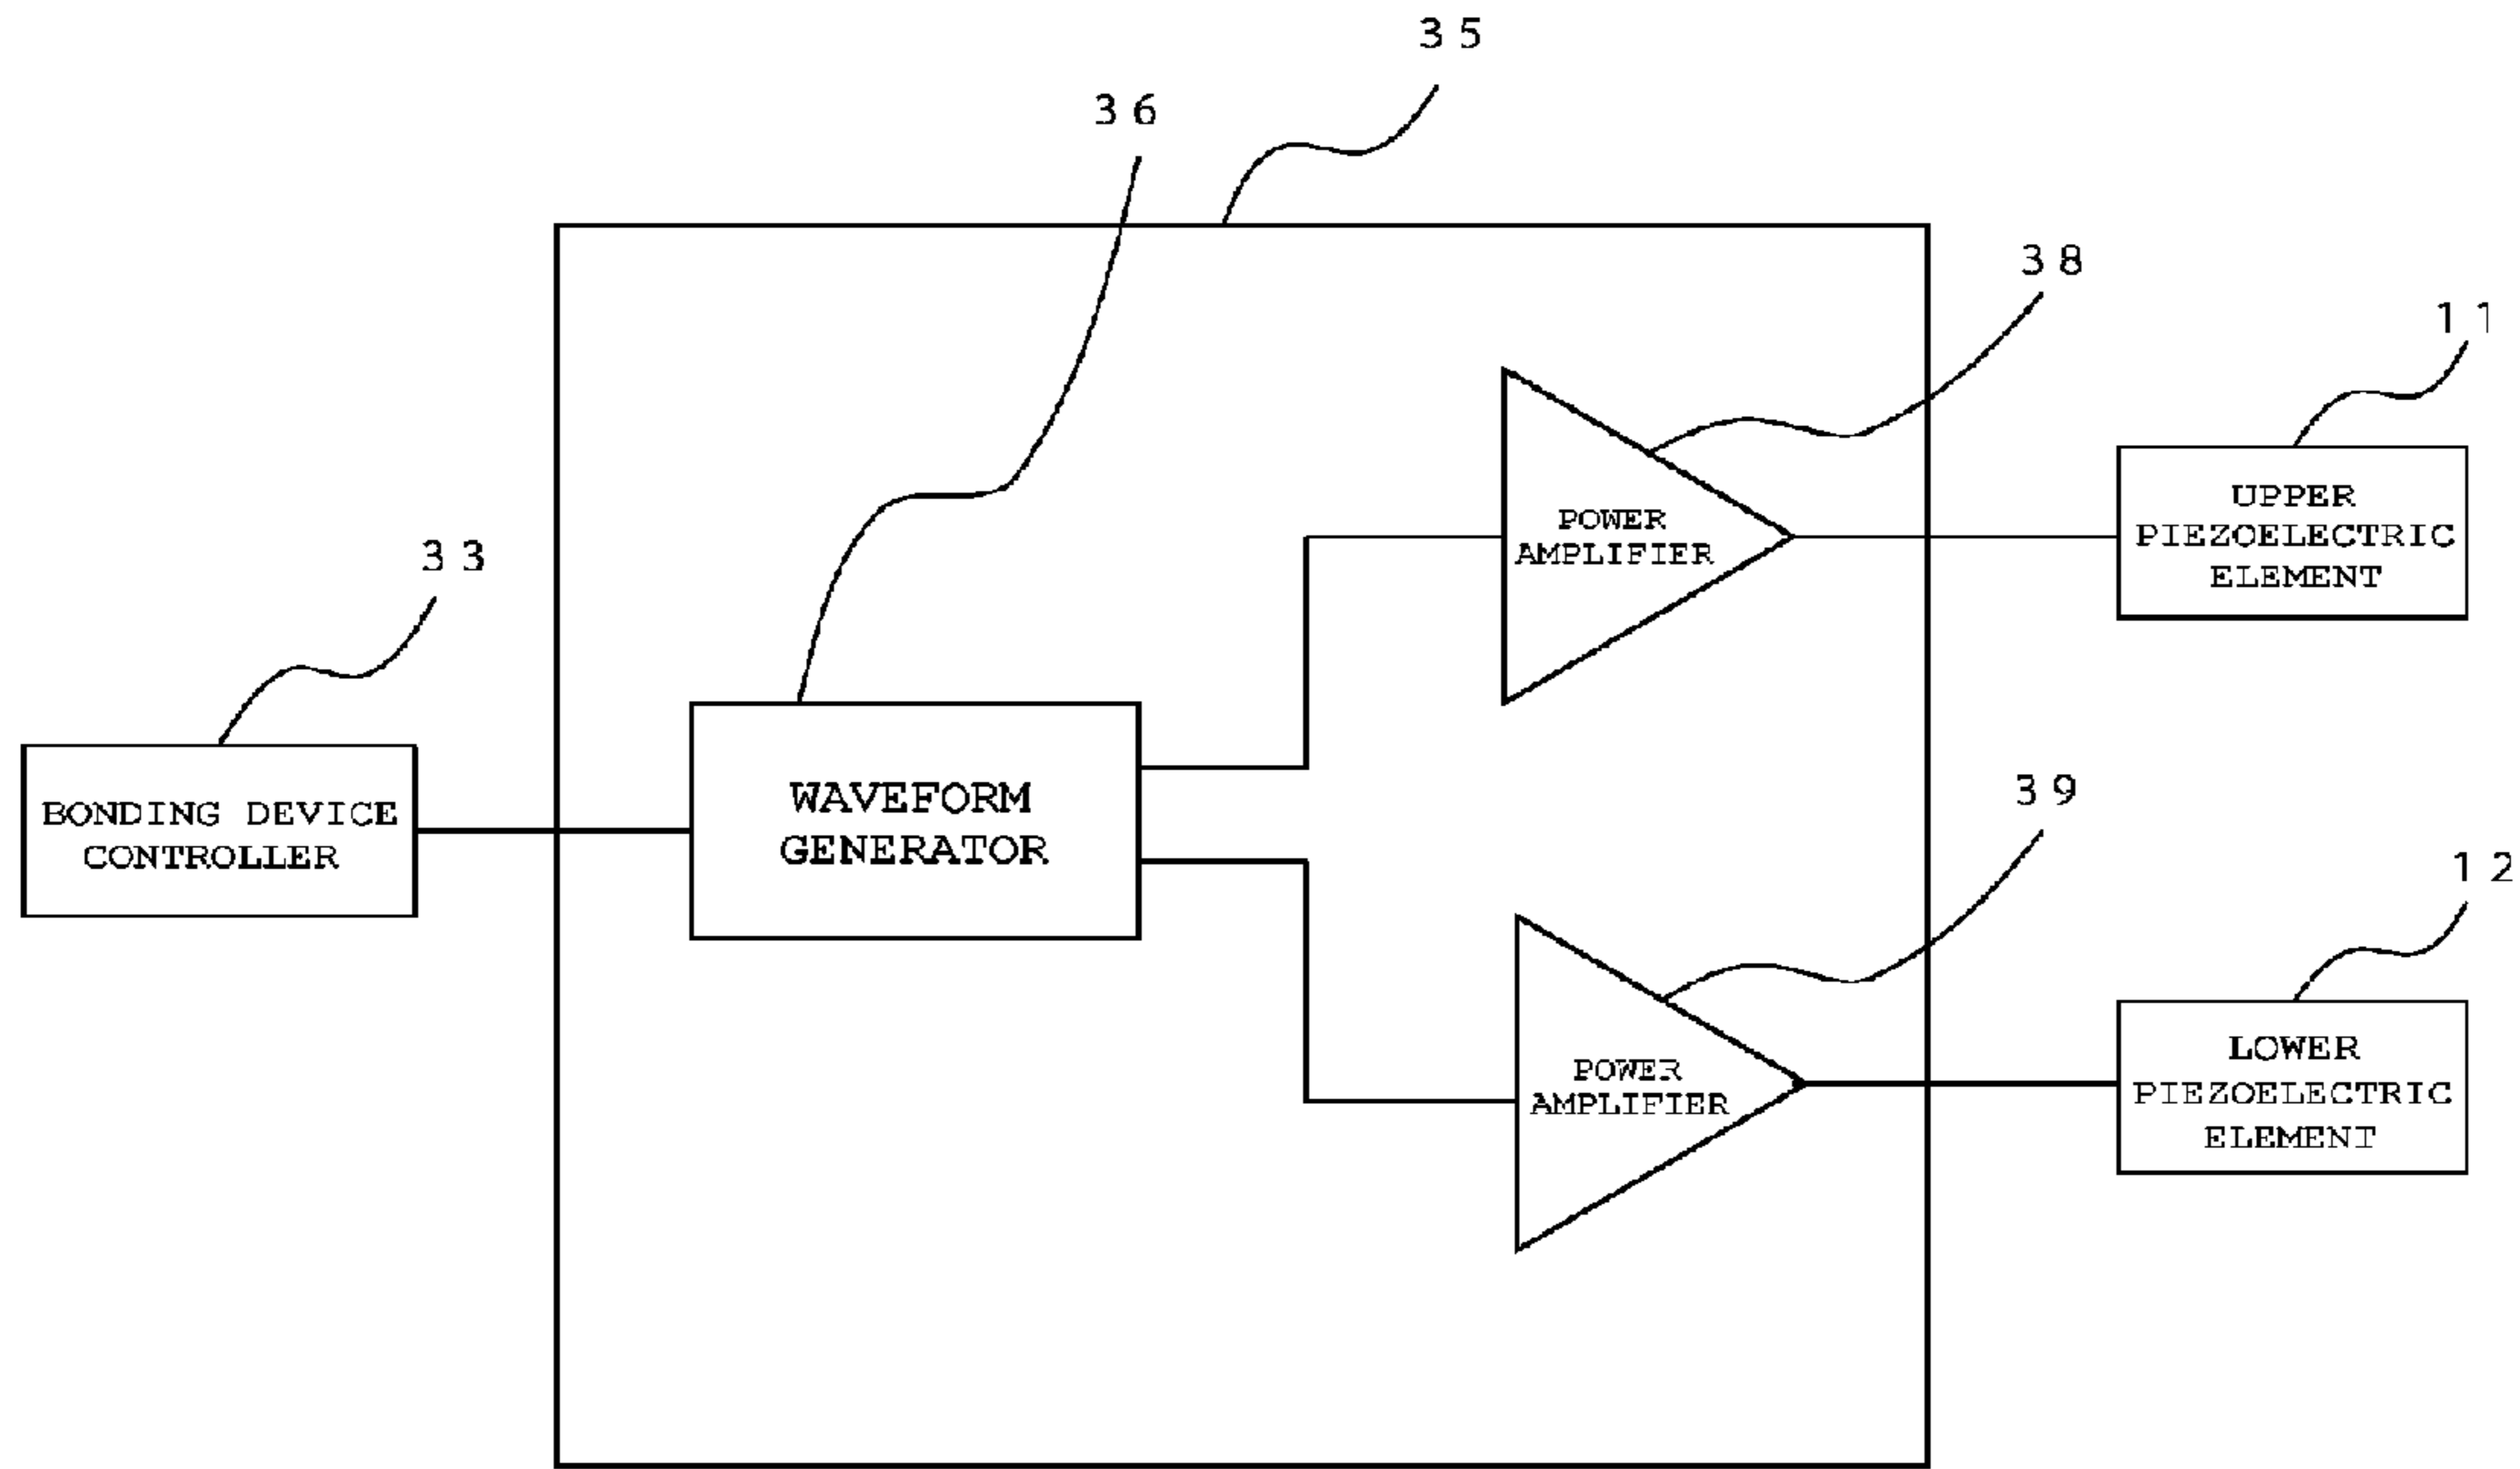 35
36
38
11
UPPER
PIEZOELECTRIC
ELEMENT
POWER
AMPLIFIER
33
BONDING DEVICE
CONTROLLER
WAVEFORM
GENERATOR
39
12
LOWER
PIEZOELECTRIC
ELEMENT
POWER
AMPLIFIER